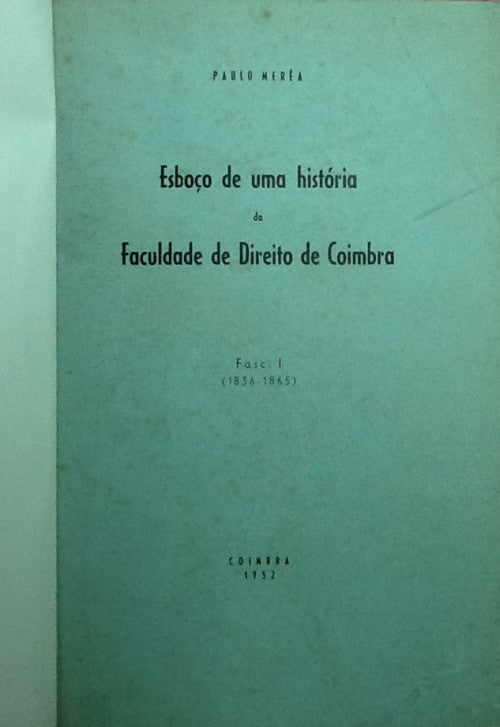 PAULO MERÊA
Esboço de uma história
da
Faculdade de Direito de Coimbra
Fasc. I
(1836-1865)
COIMBRA
1952